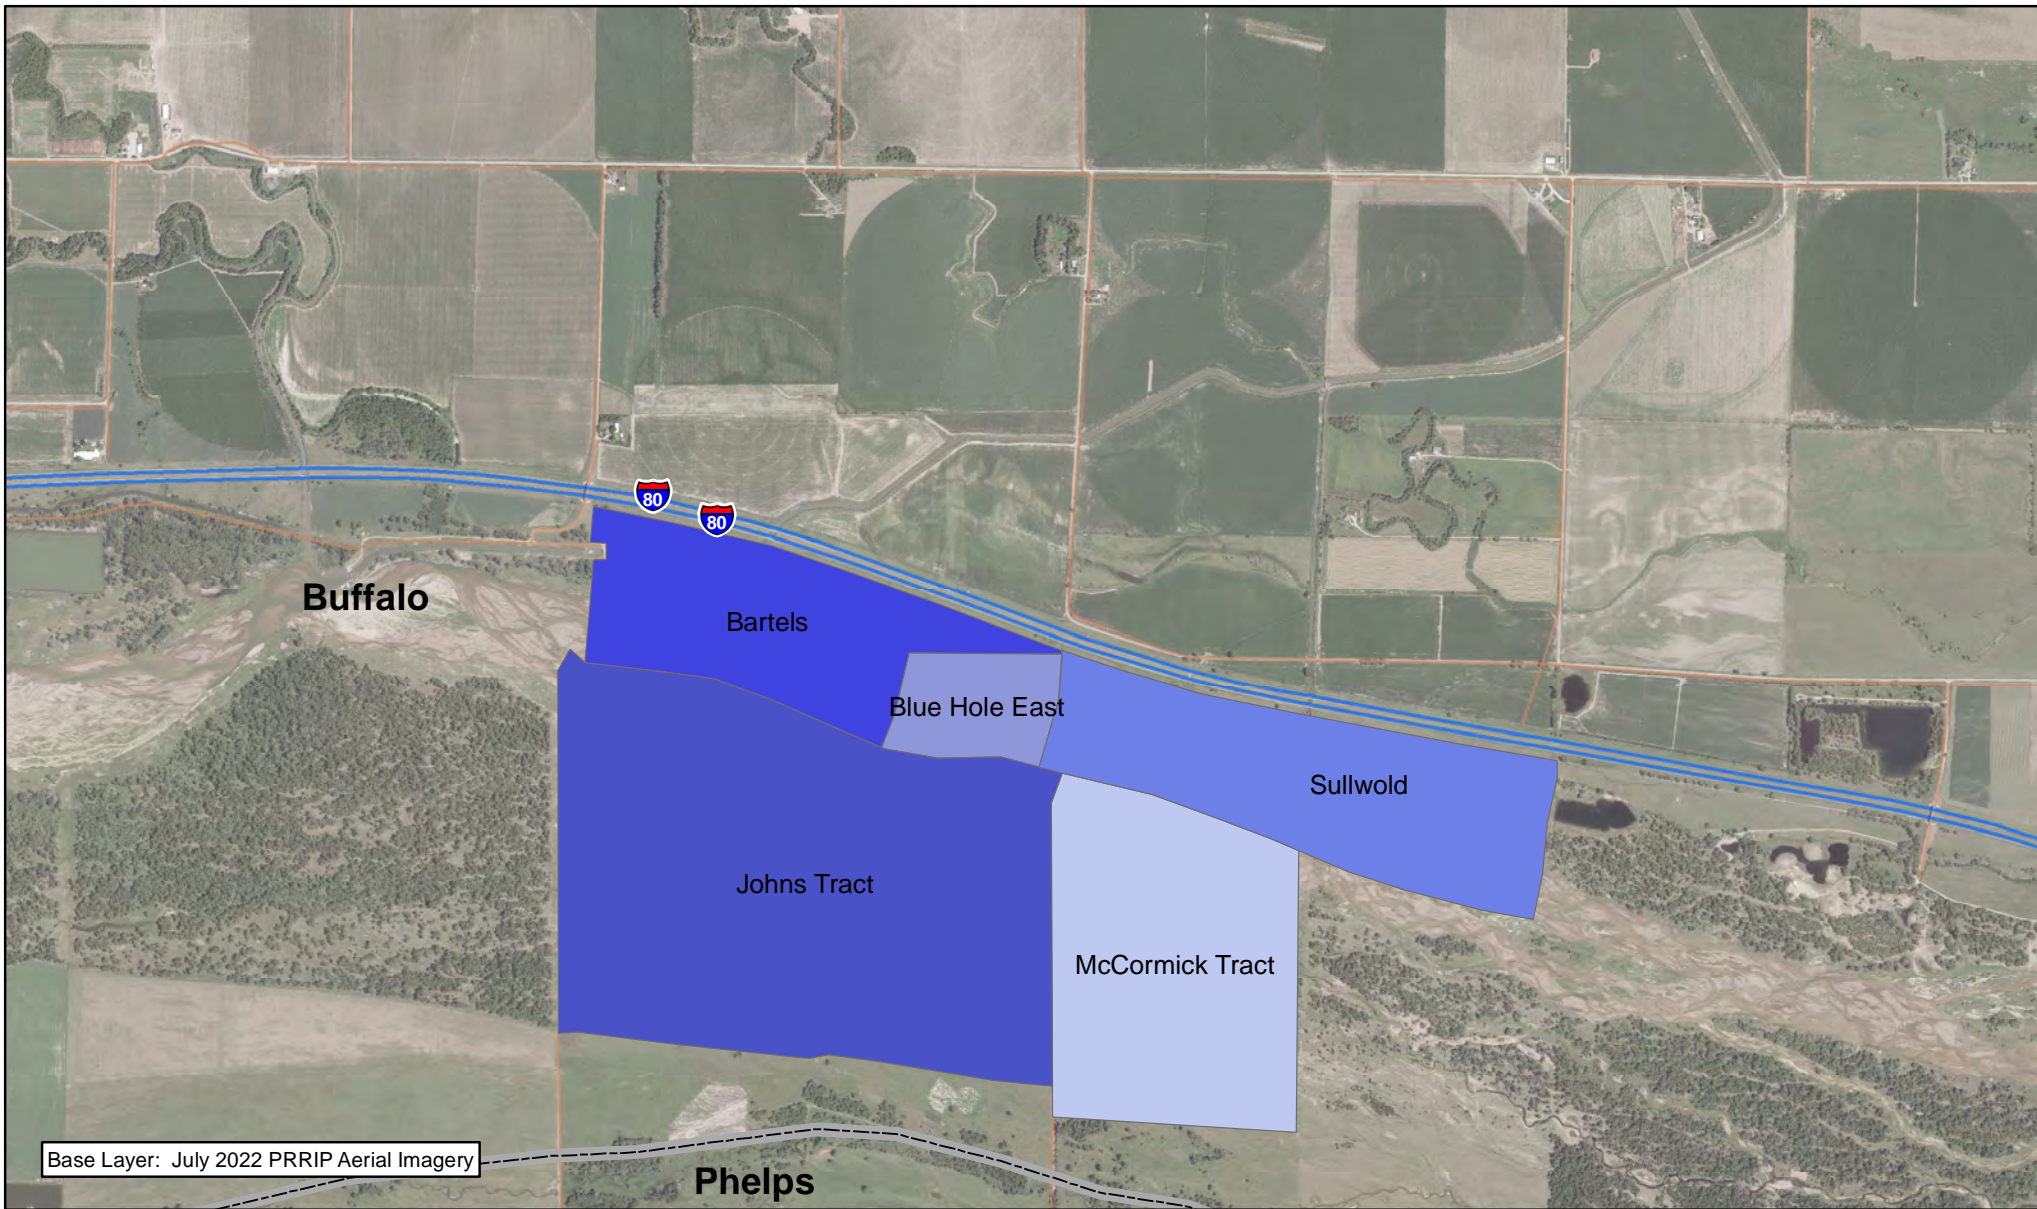 80
80
Buffalo
Bartels
Blue Hole East
Sullwold
Johns Tract
McCormick Tract
Base Layer:  July 2022 PRRIP Aerial Imagery
Phelps